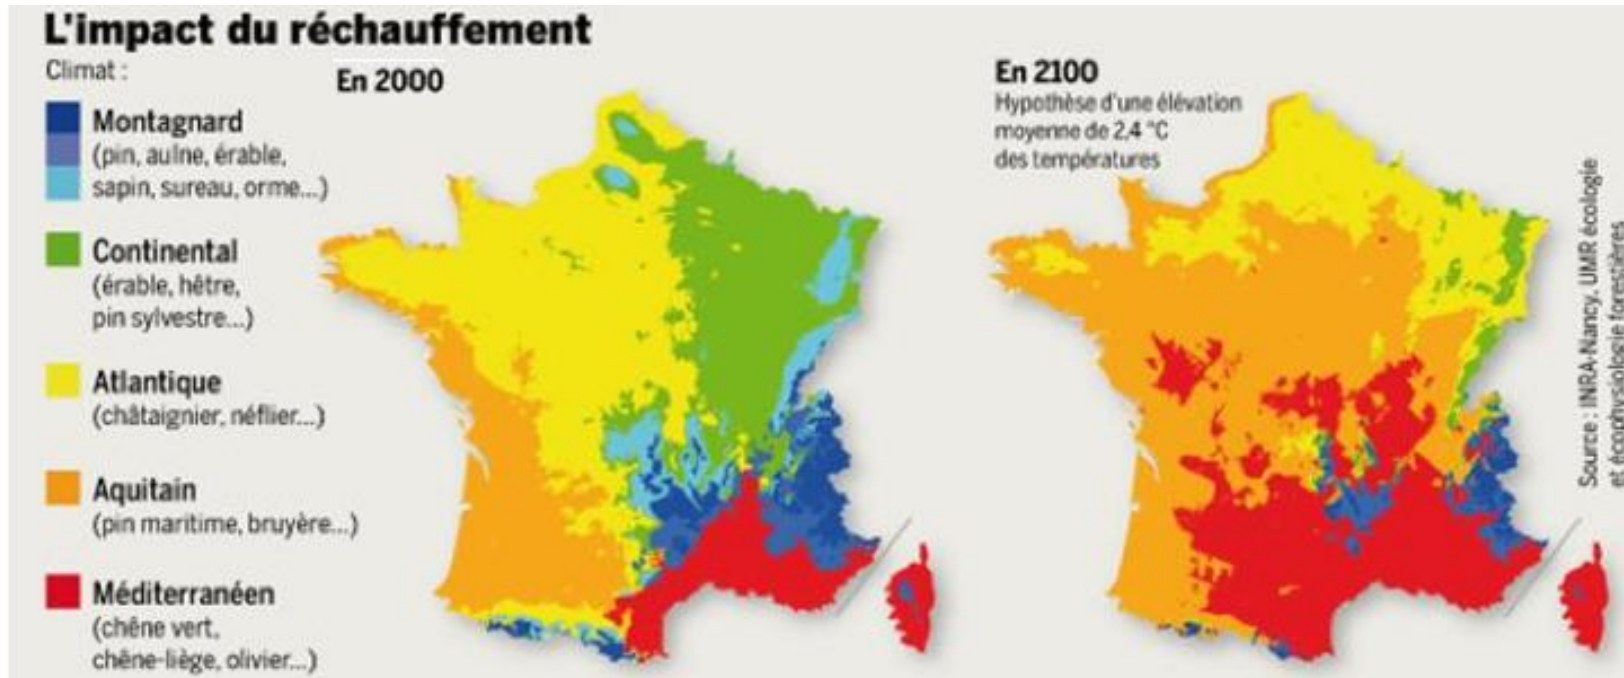 L'impact du réchauffement
Climat :
Montagnard
(pin, aulne, érable,
sapin, sureau, orme...)
Continental
(érable, hêtre,
pin sylvestre...)
Atlantique
(châtaignier, néflier...)
Aquitain
(pin maritime, bruyère...)
Méditerranéen
(chêne vert,
chêne-liège, olivier...)
En 2000
En 2100
Hypothèse d'une élévation
moyenne de 2,4 °C
des températures
Source : INRA-Nancy, UMR écologie
et écophysiologie forestières